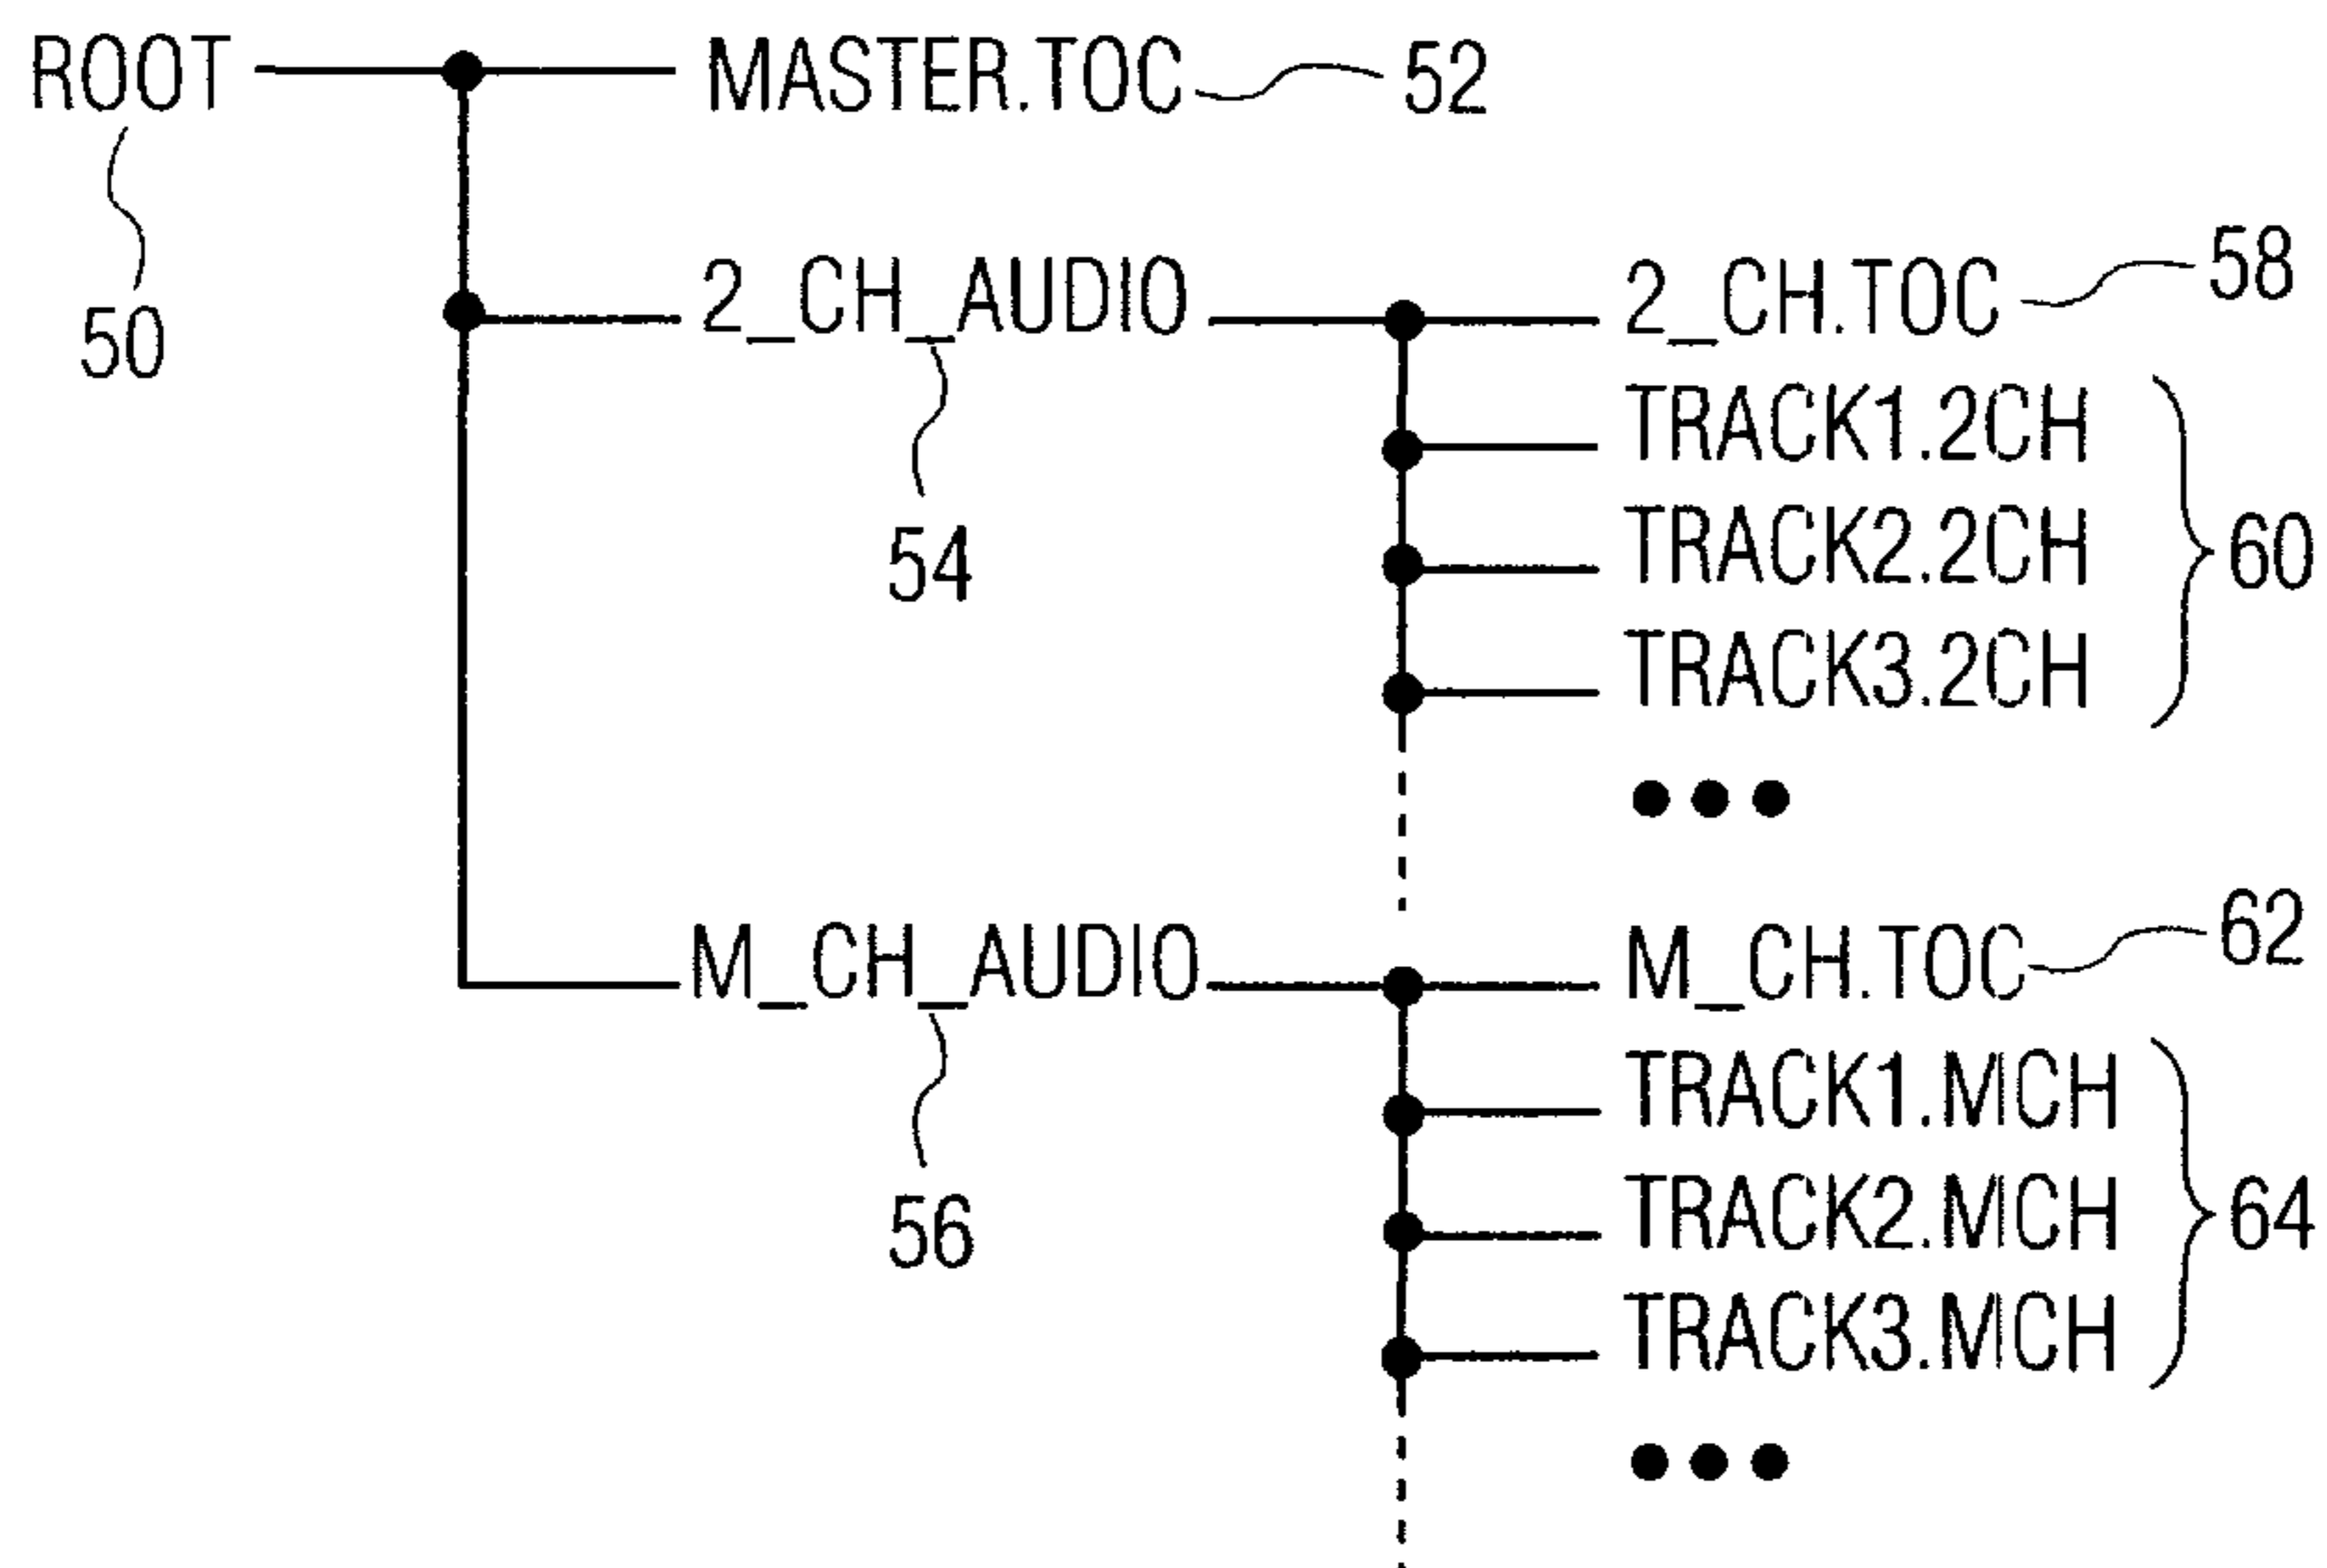 ROOT
50
MASTER.TOC
52
2_CH_AUDIO
54
2_CH.TOC
58
TRACK1.2CH
TRACK2.2CH
TRACK3.2CH
60
M_CH_AUDIO
56
M_CH.TOC
62
TRACK1.MCH
TRACK2.MCH
TRACK3.MCH
64